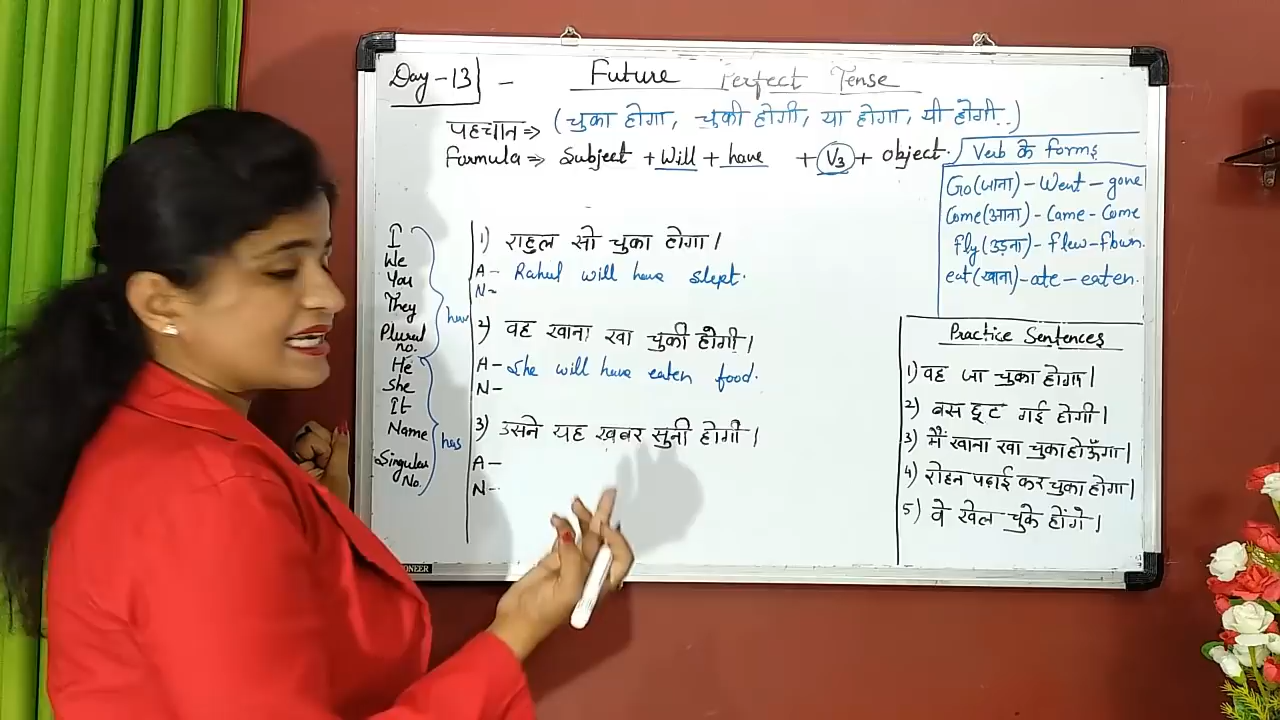 Day-13 - Future Perfect Tense
पहचान ⇒ (चुका होगा, चुकी होगी, या होगा, यी होगी..)
Formula ⇒ Subject + Will + have + V3 + object.
I
We
You
They
Plural no.
have
He
She
It
Name
Singular No.
has
1) राहुल सो चुका होगा।
A- Rahul will have slept.
N-
2) वह खाना खा चुकी होगी।
A- She will have eaten food.
N-
3) उसने यह खबर सुनी होगी।
A-
N-
Verb के forms
Go(जाना)-Went-gone
Come(आना)-Came-Come
fly(उड़ना)-flew-flown.
eat(खाना)-ate-eaten.
Practice Sentences
1) वह जा चुका होगा।
2) बस छूट गई होगी।
3) मैं खाना खा चुका होऊँगा।
4) रोहन पढ़ाई कर चुका होगा।
5) वे खेल चुके होंगे।
ONEER